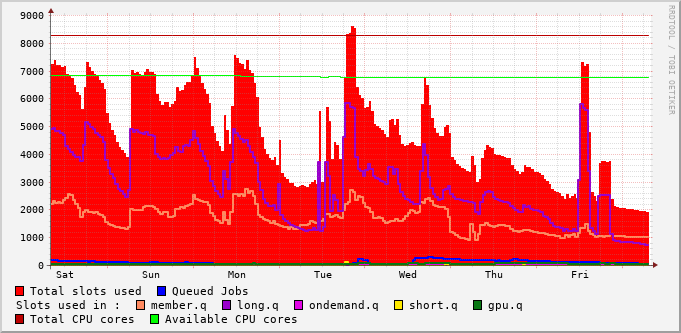 9000
8000
7000
6000
5000
4000
3000
2000
1000
0
Sat Sun Mon Tue Wed Thu Fri
Total slots used Queued Jobs
Slots used in : member.q long.q ondemand.q short.q gpu.q
Total CPU cores Available CPU cores
RRDTOOL / TOBI OETIKER